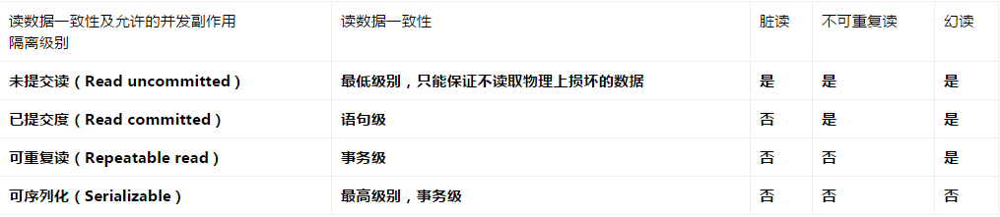 读数据一致性及允许的并发副作用
隔离级别 读数据一致性 脏读 不可重复读 幻读
未提交读（Read uncommitted） 最低级别，只能保证不读取物理上损坏的数据 是 是 是
已提交度（Read committed） 语句级 否 是 是
可重复读（Repeatable read） 事务级 否 否 是
可序列化（Serializable） 最高级别，事务级 否 否 否